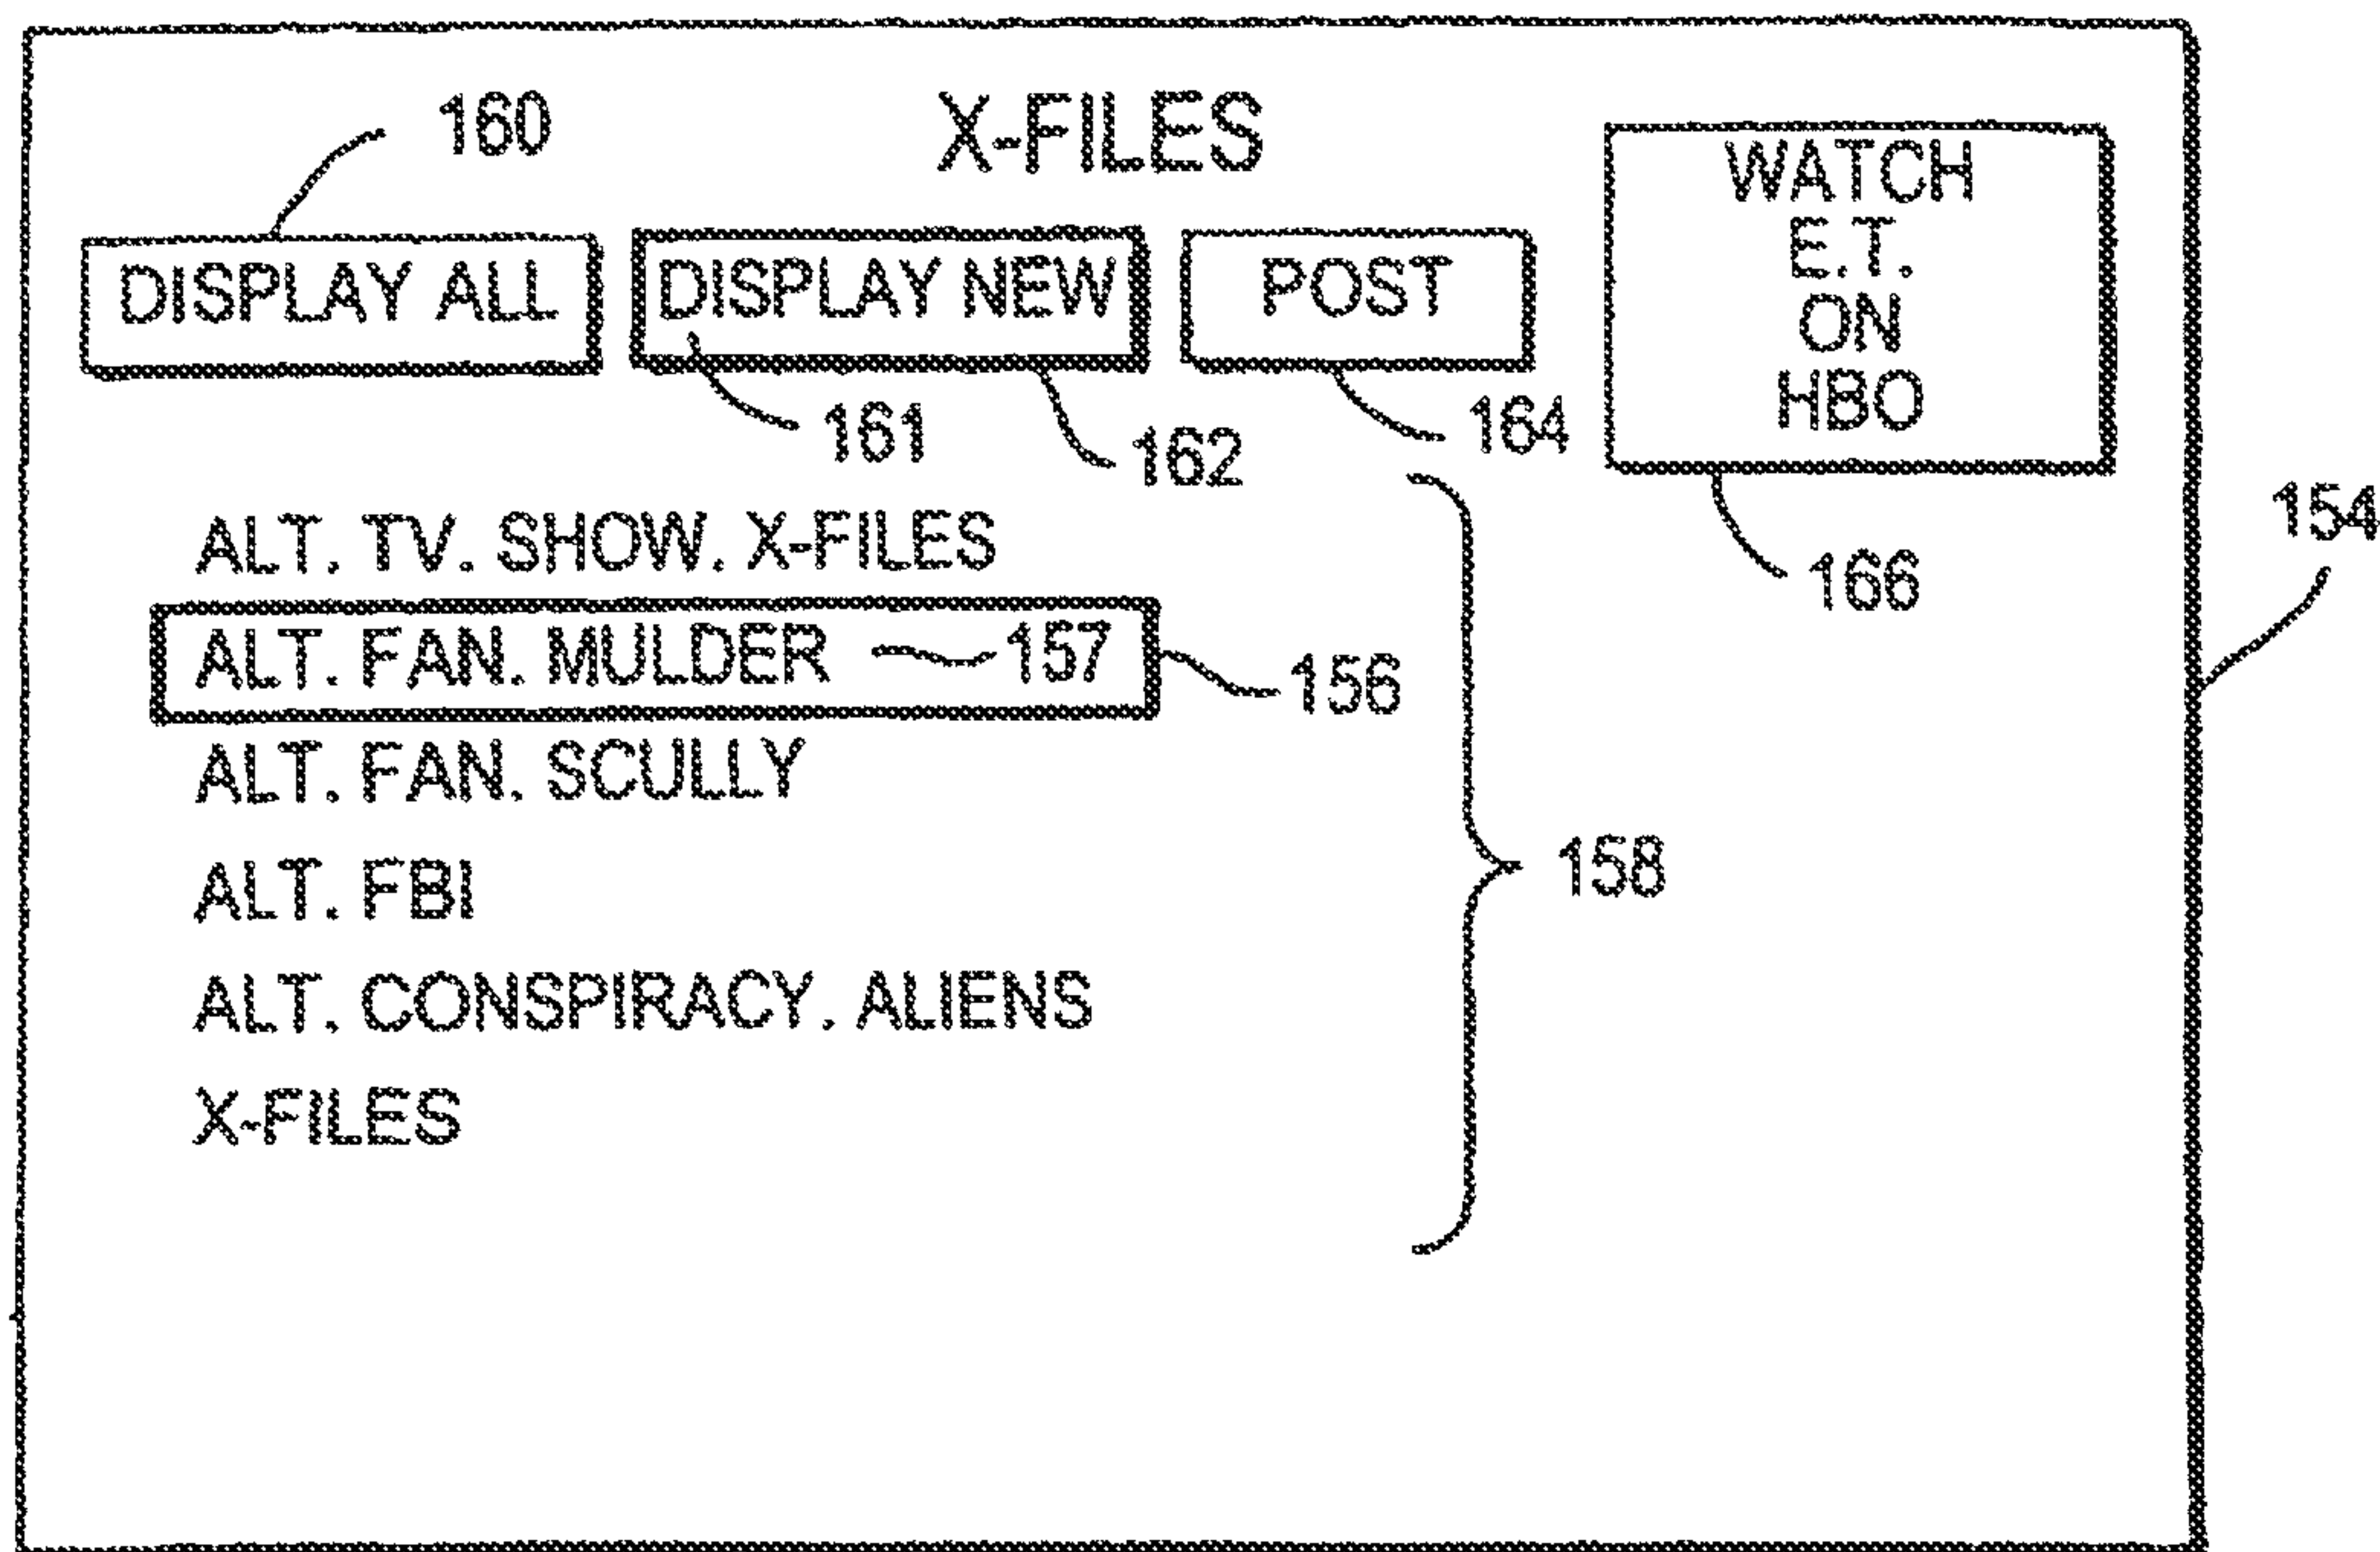 160
X-FILES
WATCH
E.T.
ON
HBO
DISPLAY ALL
DISPLAY NEW
POST
161
162
164
166
154
ALT. TV. SHOW. X-FILES
ALT. FAN. MULDER 157
156
ALT. FAN. SCULLY
ALT. FBI
158
ALT. CONSPIRACY. ALIENS
X-FILES